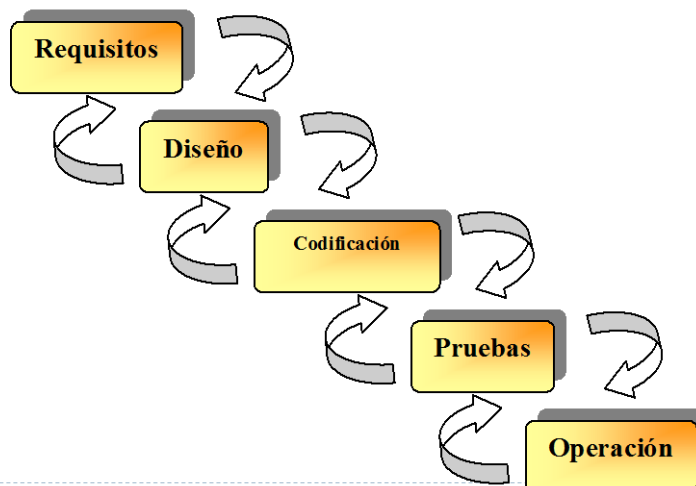 Requisitos
Diseño
Codificación
Pruebas
Operación